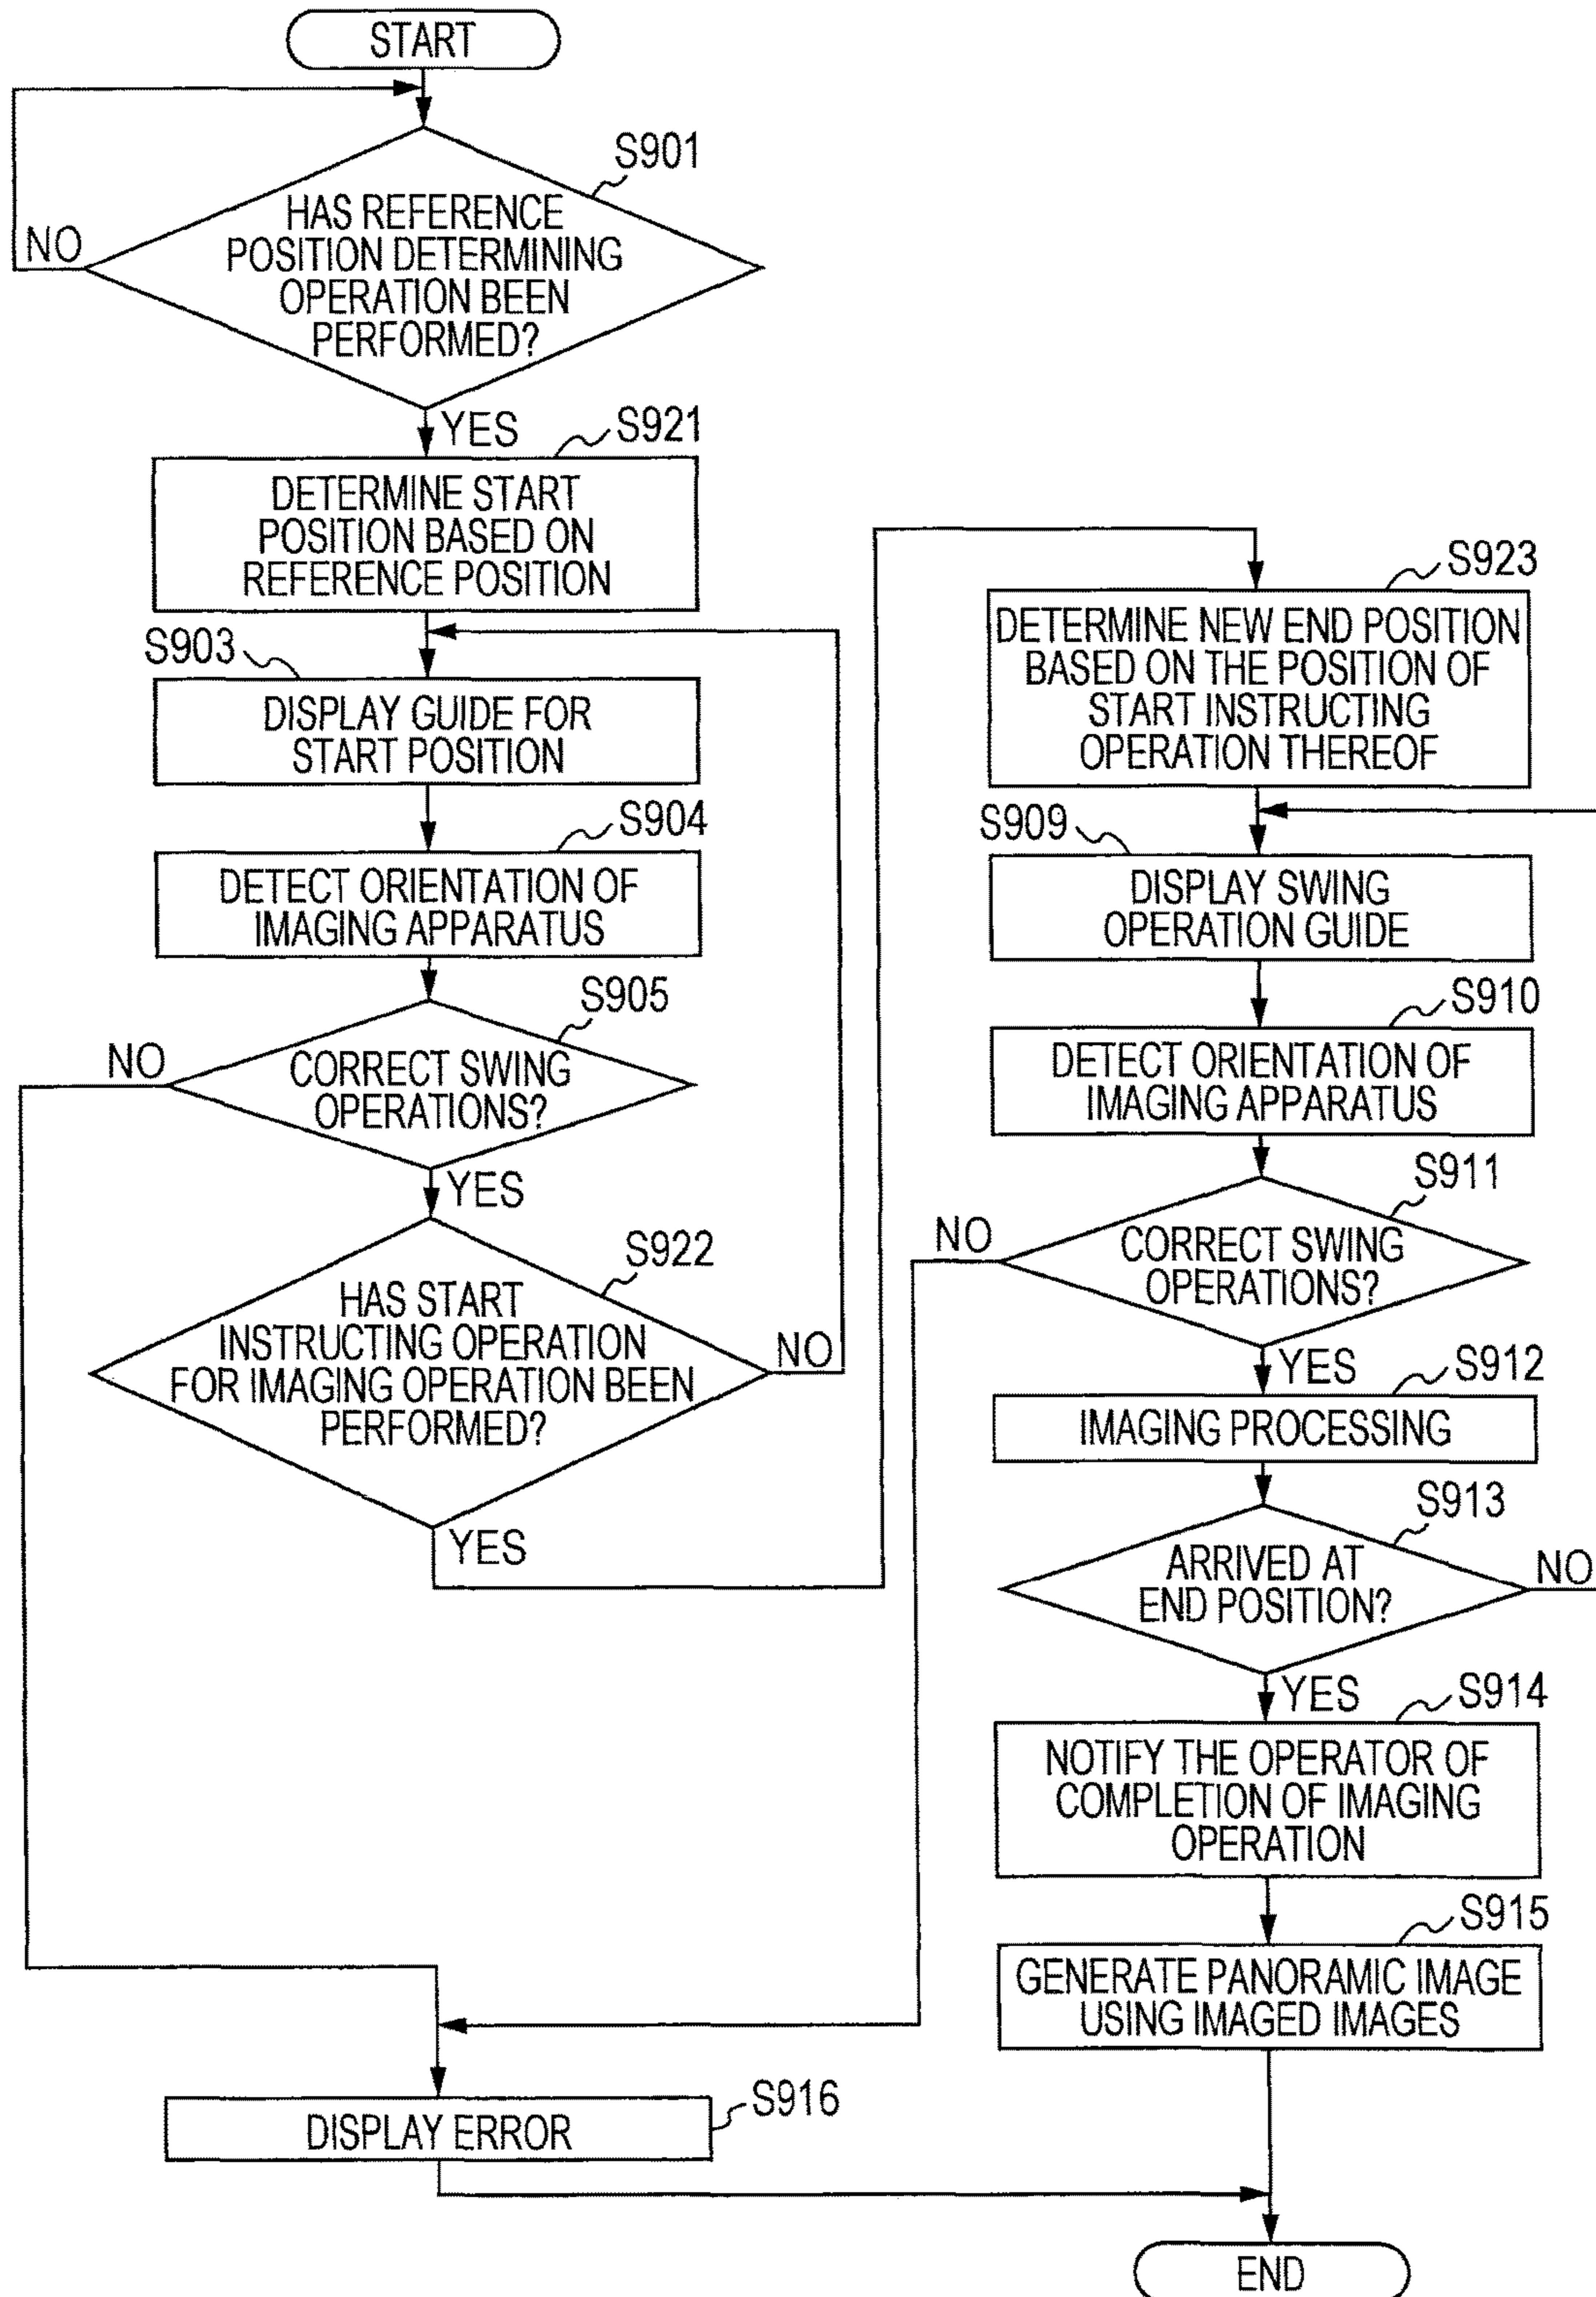 START
S901
HAS REFERENCE
POSITION DETERMINING
OPERATION BEEN
PERFORMED?
NO
YES
S921
DETERMINE START
POSITION BASED ON
REFERENCE POSITION
S903
DISPLAY GUIDE FOR
START POSITION
S904
DETECT ORIENTATION OF
IMAGING APPARATUS
S905
NO
CORRECT SWING
OPERATIONS?
YES
S922
HAS START
INSTRUCTING OPERATION
FOR IMAGING OPERATION BEEN
PERFORMED?
NO
YES
S923
DETERMINE NEW END POSITION
BASED ON THE POSITION OF
START INSTRUCTING
OPERATION THEREOF
S909
DISPLAY SWING
OPERATION GUIDE
S910
DETECT ORIENTATION OF
IMAGING APPARATUS
S911
NO
CORRECT SWING
OPERATIONS?
YES
S912
IMAGING PROCESSING
S913
ARRIVED AT
END POSITION?
NO
YES
S914
NOTIFY THE OPERATOR OF
COMPLETION OF IMAGING
OPERATION
S915
GENERATE PANORAMIC IMAGE
USING IMAGED IMAGES
S916
DISPLAY ERROR
END